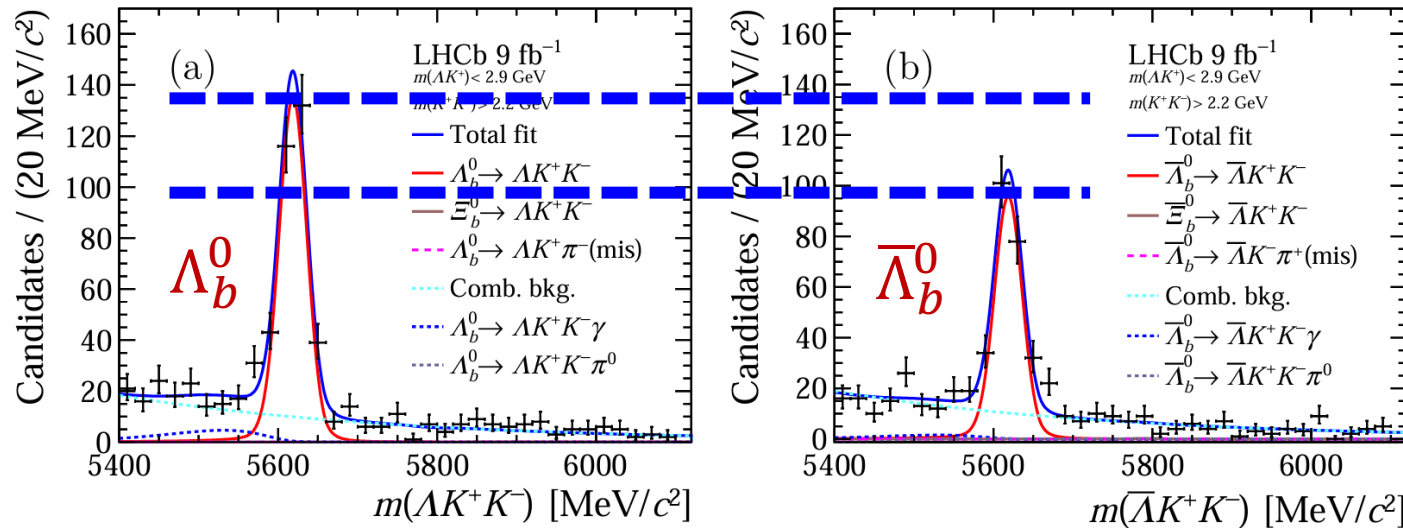 Candidates / (20 MeV/c²)
160
140
120
100
80
60
40
20
0
(a)
LHCb 9 fb⁻¹
m(ΛK⁺) < 2.9 GeV
m(K⁺K⁻) > 2.2 GeV
Total fit
Λ⁰_b → ΛK⁺K⁻
Ξ⁰_b → ΛK⁺K⁻
Λ⁰_b → ΛK⁺π⁻(mis)
Comb. bkg.
Λ⁰_b → ΛK⁺K⁻γ
Λ⁰_b → ΛK⁺K⁻π⁰
Λ⁰_b
5400 5600 5800 6000
m(ΛK⁺K⁻) [MeV/c²]
Candidates / (20 MeV/c²)
160
140
120
100
80
60
40
20
0
(b)
LHCb 9 fb⁻¹
m(ΛK⁺) < 2.9 GeV
m(K⁺K⁻) > 2.2 GeV
Total fit
Λ̅⁰_b → Λ̅K⁺K⁻
Ξ̅⁰_b → Λ̅K⁺K⁻
Λ̅⁰_b → Λ̅K⁻π⁺(mis)
Comb. bkg.
Λ̅⁰_b → Λ̅K⁺K⁻γ
Λ̅⁰_b → Λ̅K⁺K⁻π⁰
Λ̅⁰_b
5400 5600 5800 6000
m(Λ̅K⁺K⁻) [MeV/c²]